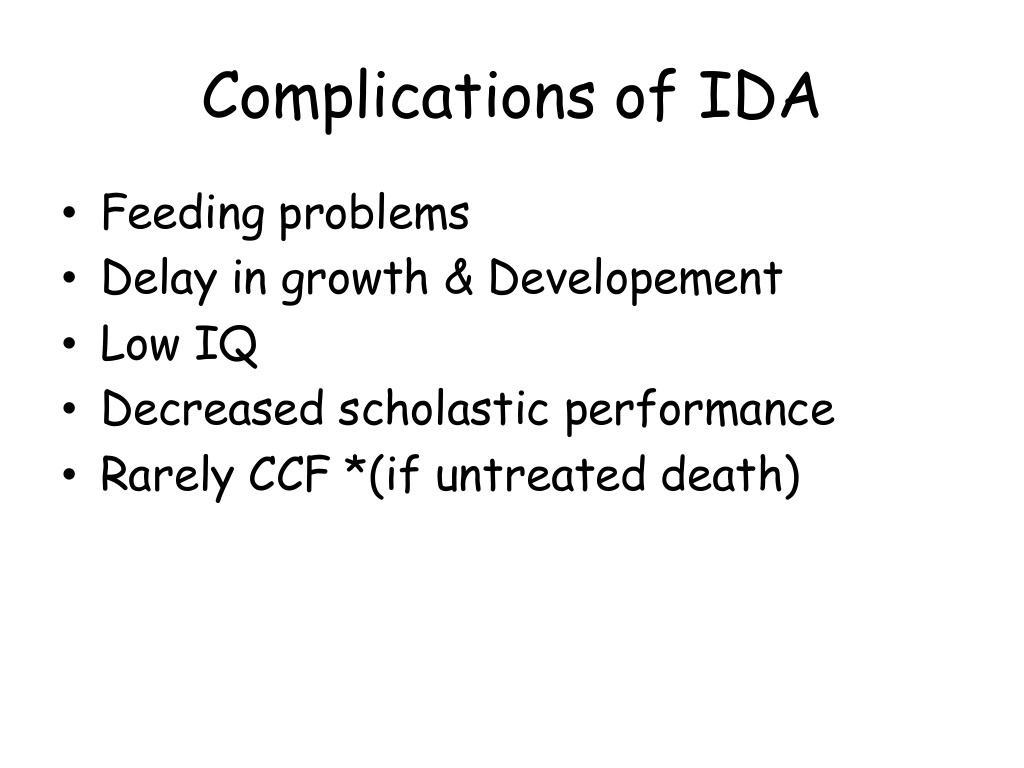 Complications of IDA
• Feeding problems
• Delay in growth & Developement
• Low IQ
• Decreased scholastic performance
• Rarely CCF *(if untreated death)